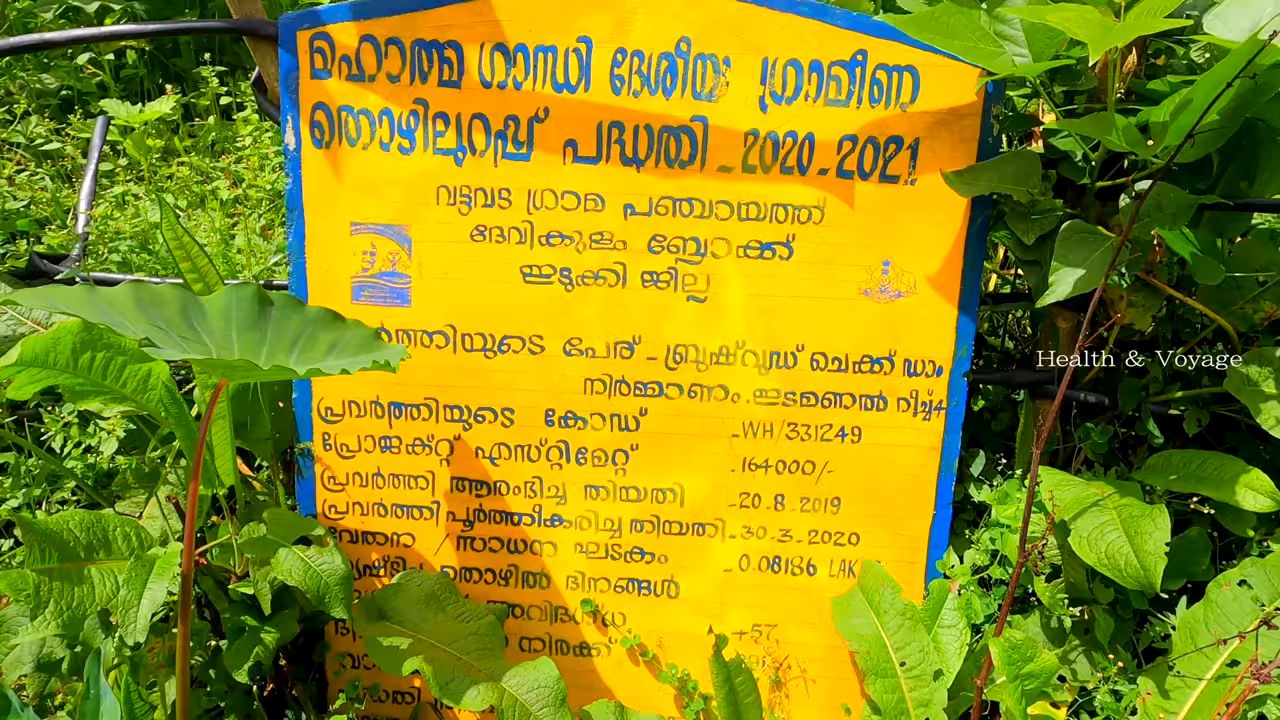 മഹാത്മ ഗാന്ധി ദേശീയ ഗ്രാമീണ
തൊഴിലുറപ്പ് പദ്ധതി - 2020 - 2021
വട്ടവട ഗ്രാമ പഞ്ചായത്ത്
ദേവികുളം ബ്ലോക്ക്
ഇടുക്കി ജില്ല
പേര് - ബ്രുഷ്‌വുഡ് ചെക്ക് ഡാം
നിർമ്മാണം. ഇടമണൽ റീച്ച്4
പ്രവർത്തിയുടെ കോഡ് - WH/331249
പ്രോജക്റ്റ് എസ്റ്റിമേറ്റ് - 164000/-
പ്രവർത്തി ആരംഭിച്ച തിയതി - 20.8.2019
പ്രവർത്തി പൂർത്തീകരിച്ച തിയതി - 30.3.2020
വേതന / സാധന ഘടകം - 0.08186 LAK
തൊഴിൽ ദിനങ്ങൾ
അവിദഗ്ധ +57
നിരക്ക്
Health & Voyage